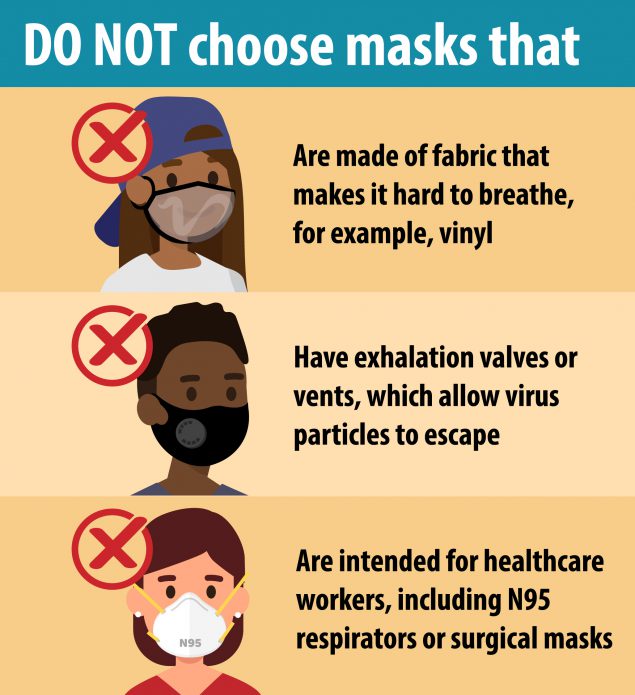 DO NOT choose masks that
Are made of fabric that
makes it hard to breathe,
for example, vinyl
Have exhalation valves or
vents, which allow virus
particles to escape
Are intended for healthcare
workers, including N95
respirators or surgical masks
N95